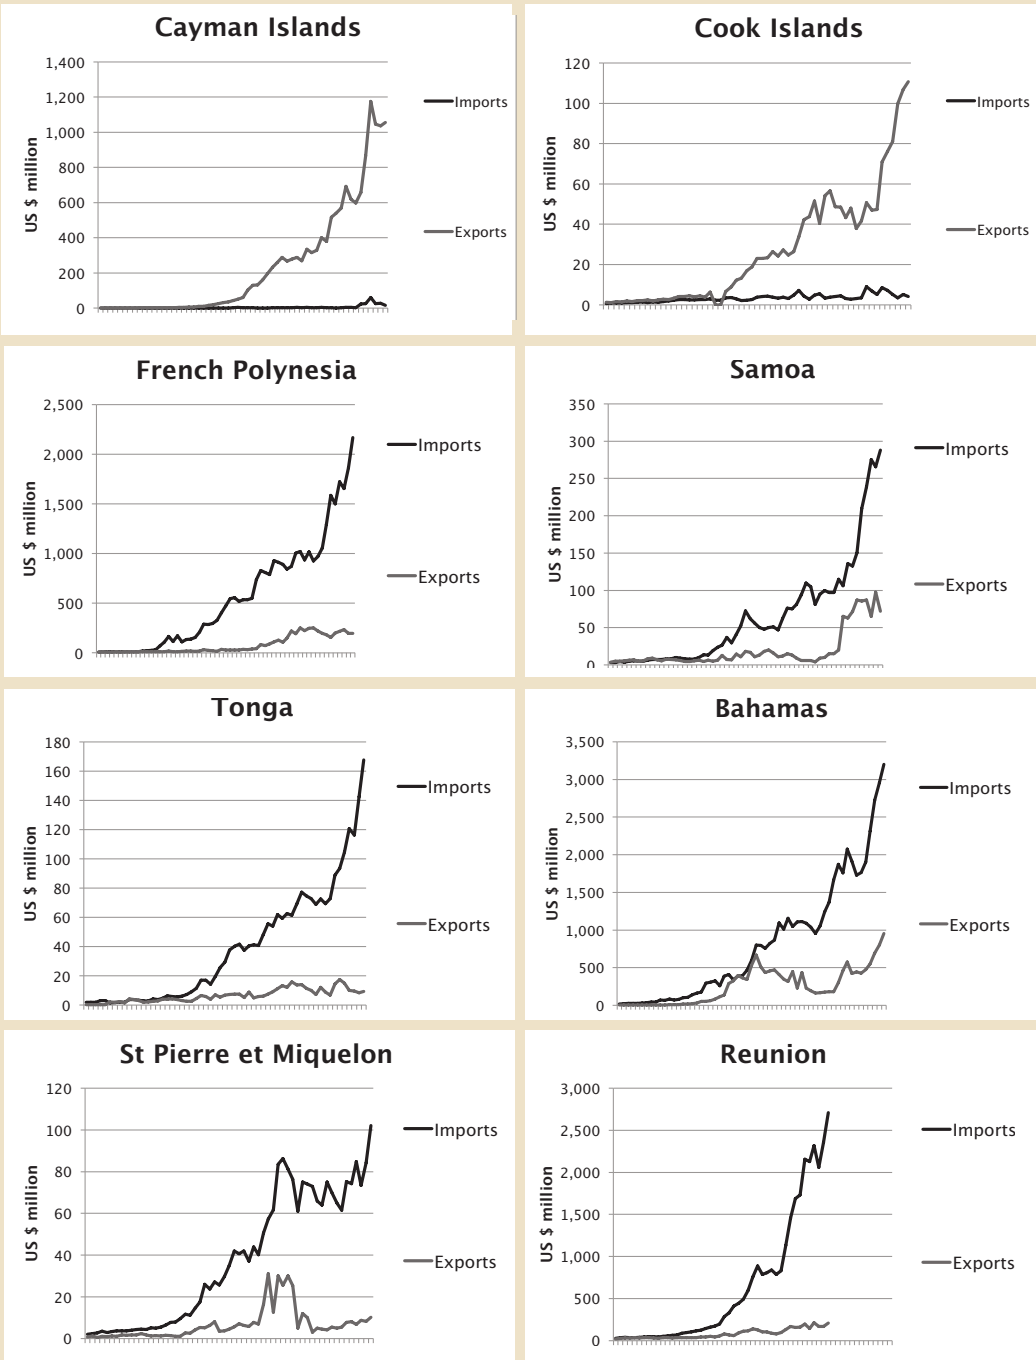 Cayman Islands
1,400
1,200
1,000
800
600
400
200
0
US $ million
Imports
Exports
Cook Islands
120
100
80
60
40
20
0
US $ million
Imports
Exports
French Polynesia
2,500
2,000
1,500
1,000
500
0
US $ million
Imports
Exports
Samoa
350
300
250
200
150
100
50
0
US $ million
Imports
Exports
Tonga
180
160
140
120
100
80
60
40
20
0
US $ million
Imports
Exports
Bahamas
3,500
3,000
2,500
2,000
1,500
1,000
500
0
US $ million
Imports
Exports
St Pierre et Miquelon
120
100
80
60
40
20
0
US $ million
Imports
Exports
Reunion
3,000
2,500
2,000
1,500
1,000
500
0
US $ million
Imports
Exports